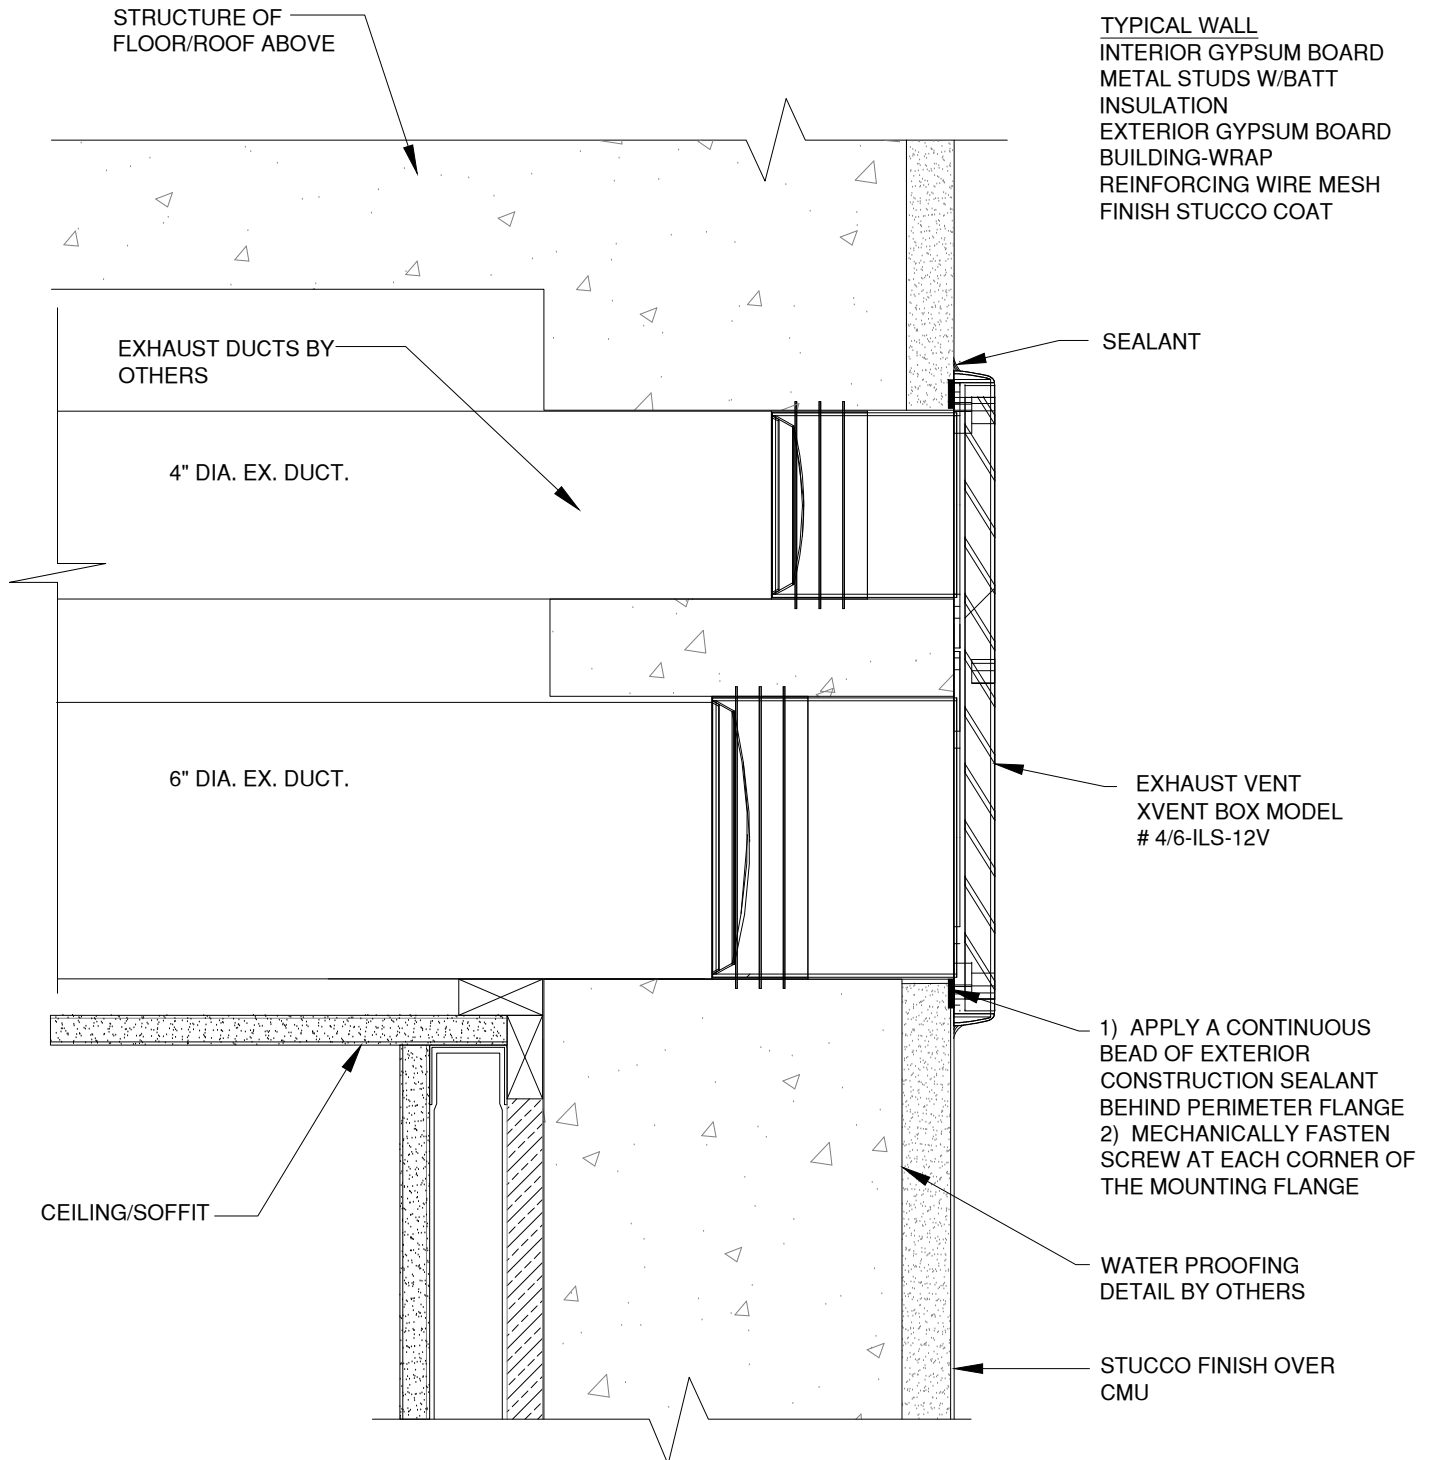 STRUCTURE OF
FLOOR/ROOF ABOVE
TYPICAL WALL
INTERIOR GYPSUM BOARD
METAL STUDS W/BATT
INSULATION
EXTERIOR GYPSUM BOARD
BUILDING-WRAP
REINFORCING WIRE MESH
FINISH STUCCO COAT
SEALANT
EXHAUST DUCTS BY
OTHERS
4" DIA. EX. DUCT.
6" DIA. EX. DUCT.
EXHAUST VENT
XVENT BOX MODEL
# 4/6-ILS-12V
1) APPLY A CONTINUOUS
BEAD OF EXTERIOR
CONSTRUCTION SEALANT
BEHIND PERIMETER FLANGE
2) MECHANICALLY FASTEN
SCREW AT EACH CORNER OF
THE MOUNTING FLANGE
CEILING/SOFFIT
WATER PROOFING
DETAIL BY OTHERS
STUCCO FINISH OVER
CMU